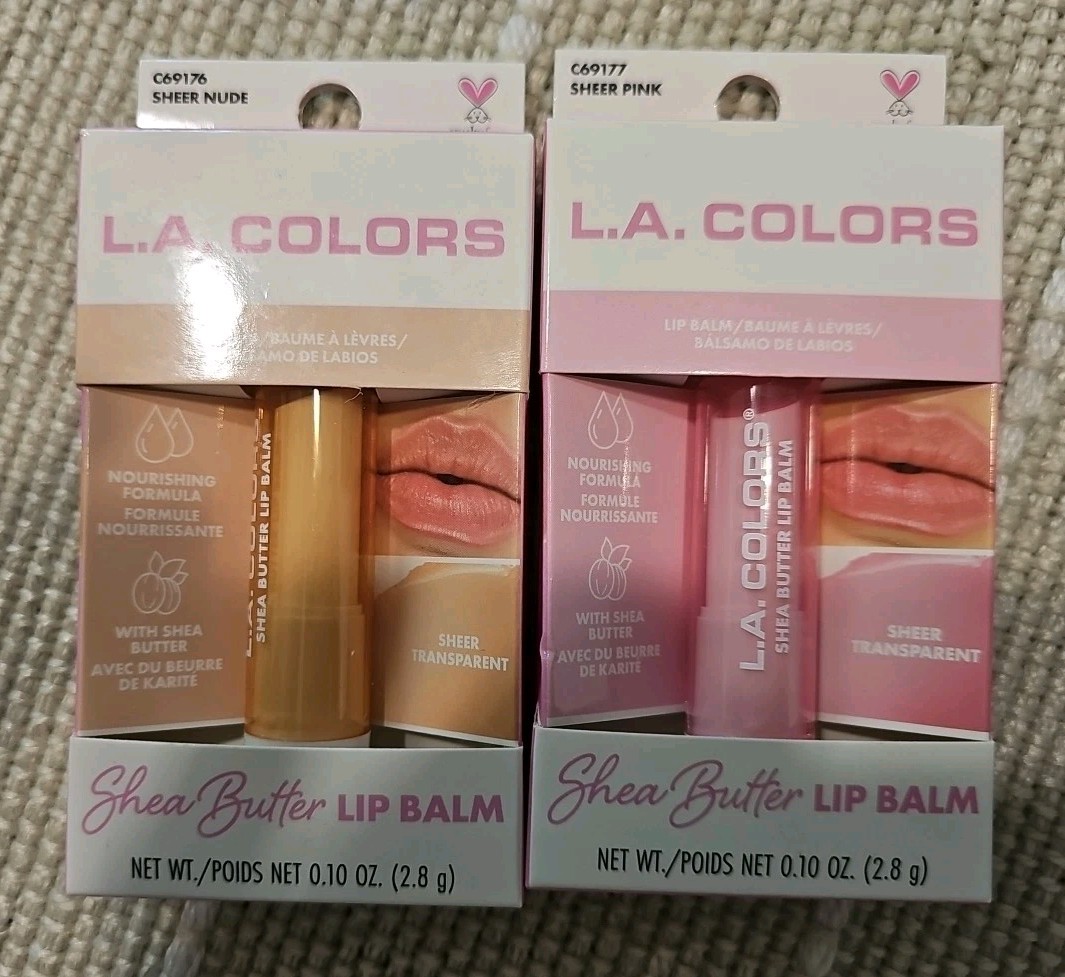 C69176
SHEER NUDE
L.A. COLORS
/BAUME À LÈVRES/
DE LABIOS
NOURISHING
FORMULA
FORMULE
NOURRISSANTE
WITH SHEA
BUTTER
AVEC DU BEURRE
DE KARITÉ
SHEA BUTTER LIP BALM
SHEER
TRANSPARENT
Shea Butter LIP BALM
NET WT./POIDS NET 0.10 OZ. (2.8 g)
C69177
SHEER PINK
L.A. COLORS
LIP BALM/BAUME À LÈVRES/
BÁLSAMO DE LABIOS
NOURISHING
FORMULA
FORMULE
NOURRISSANTE
WITH SHEA
BUTTER
AVEC DU BEURRE
DE KARITÉ
L.A. COLORS®
SHEA BUTTER LIP BALM
SHEER
TRANSPARENT
Shea Butter LIP BALM
NET WT./POIDS NET 0.10 OZ. (2.8 g)